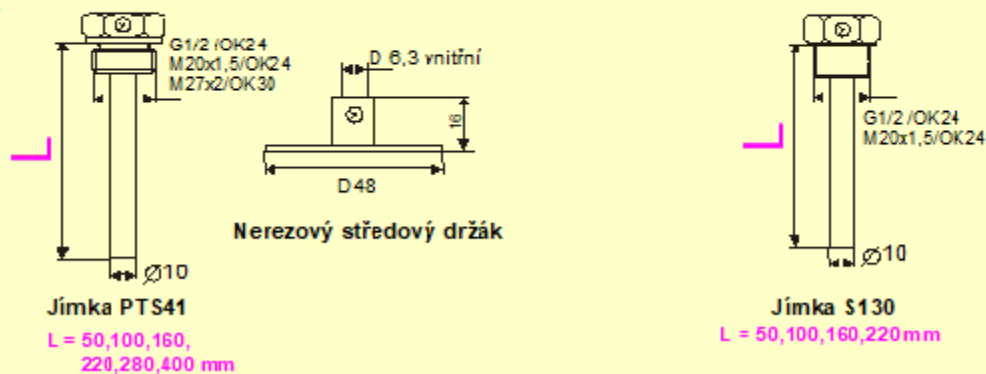 G1/2 /OK24
M20x1,5/OK24
M27x2/OK30
L
Ø10
Jímka PTS41
L = 50,100,160,
220,280,400 mm
D 6,3 vnitřní
16
D48
Nerezový středový držák
G1/2 /OK24
M20x1,5/OK24
L
Ø10
Jímka S130
L = 50,100,160,220mm